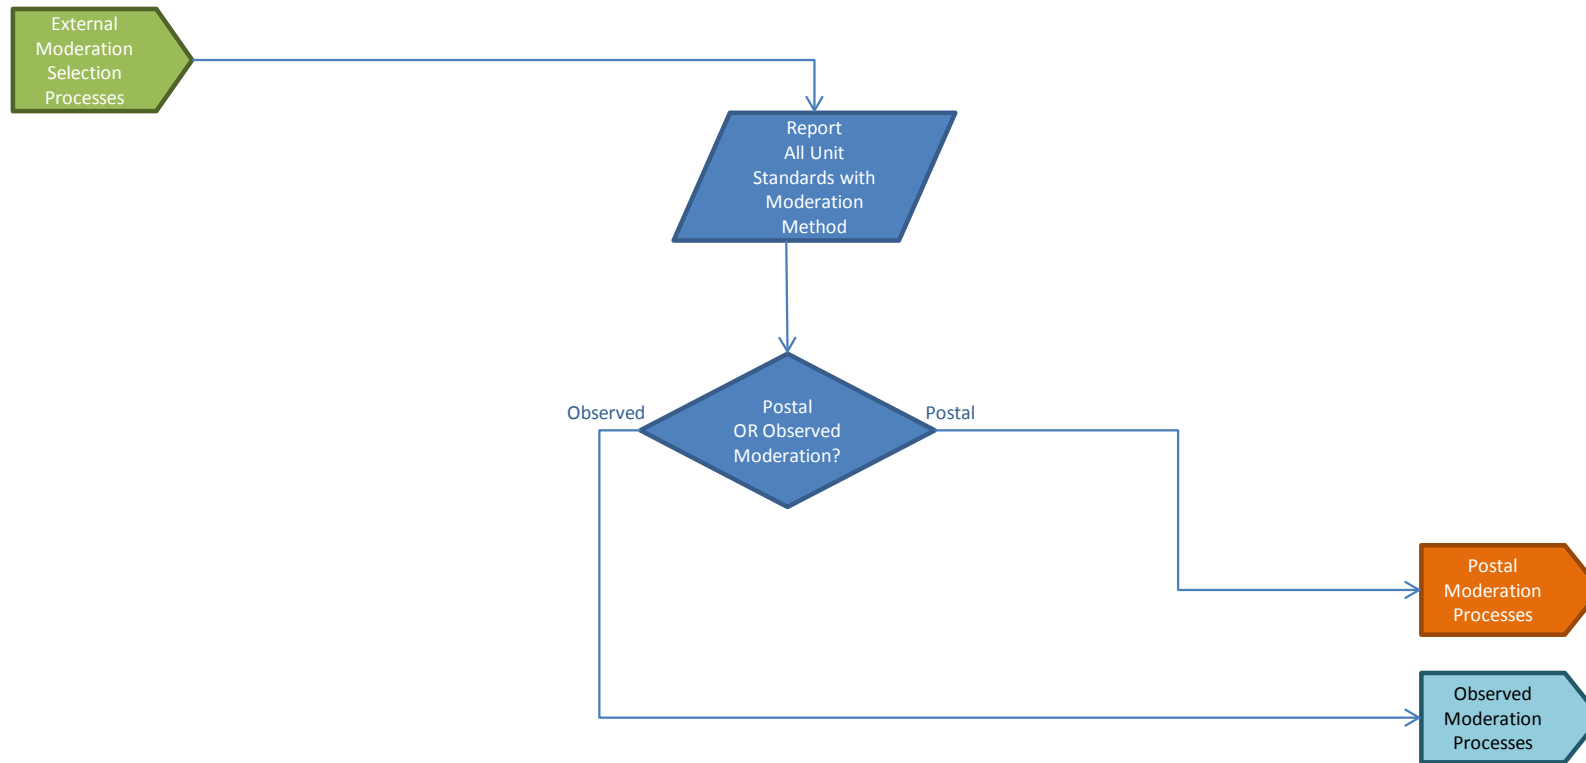 External
Moderation
Selection
Processes
Report
All Unit
Standards with
Moderation
Method
Observed
Postal
OR Observed
Moderation?
Postal
Postal
Moderation
Processes
Observed
Moderation
Processes